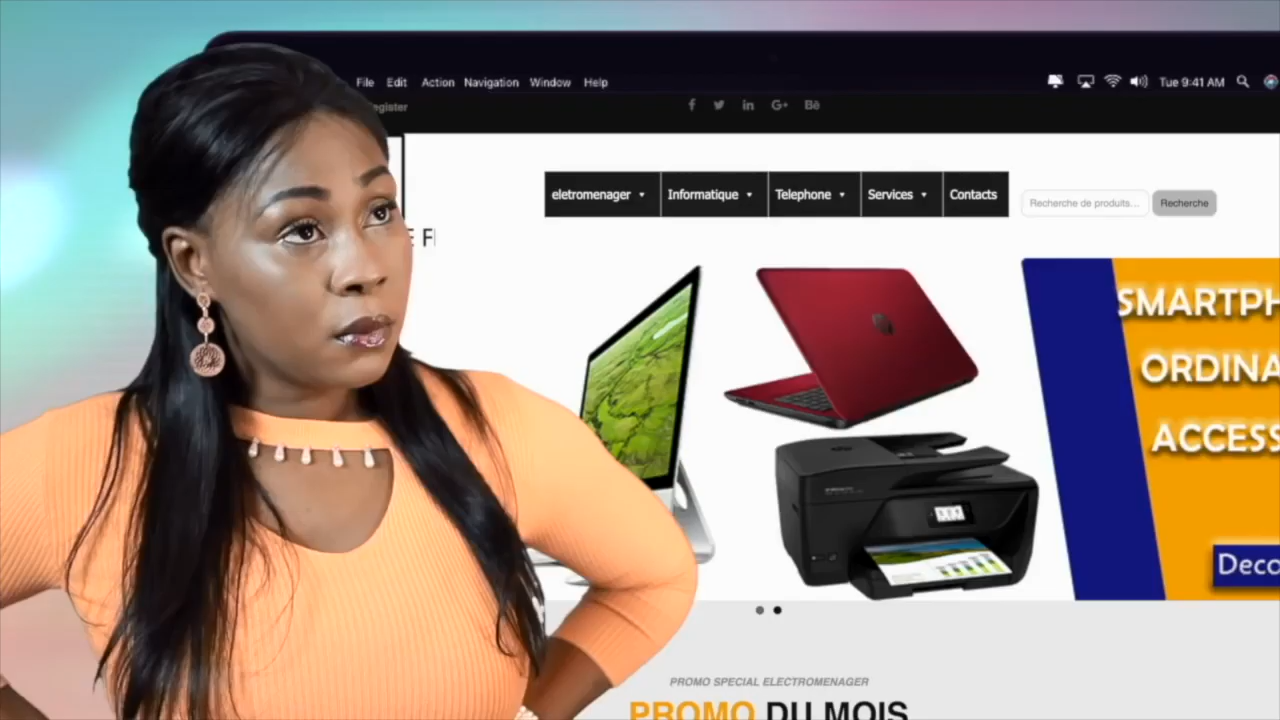 File Edit Action Navigation Window Help
Tue 9:41 AM
egister
eletromenager Informatique Telephone Services Contacts
Recherche de produits... Recherche
E F
SMARTPH
ORDINA
ACCESS
Deco
PROMO SPECIAL ELECTROMENAGER
PROMO DU MOIS